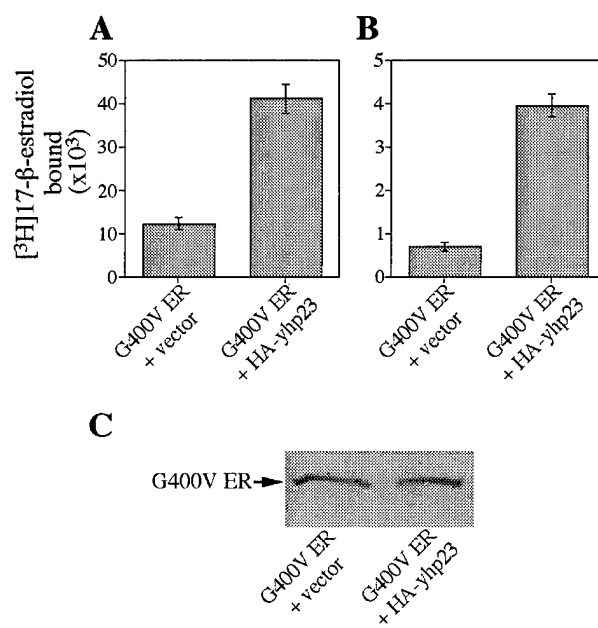 A
B
[³H]17-β-estradiol
bound
(x10³)
50
40
30
20
10
0
5
4
3
2
1
0
G400V ER
+ vector
G400V ER
+ HA-yhp23
G400V ER
+ vector
G400V ER
+ HA-yhp23
C
G400V ER
G400V ER
+ vector
G400V ER
+ HA-yhp23